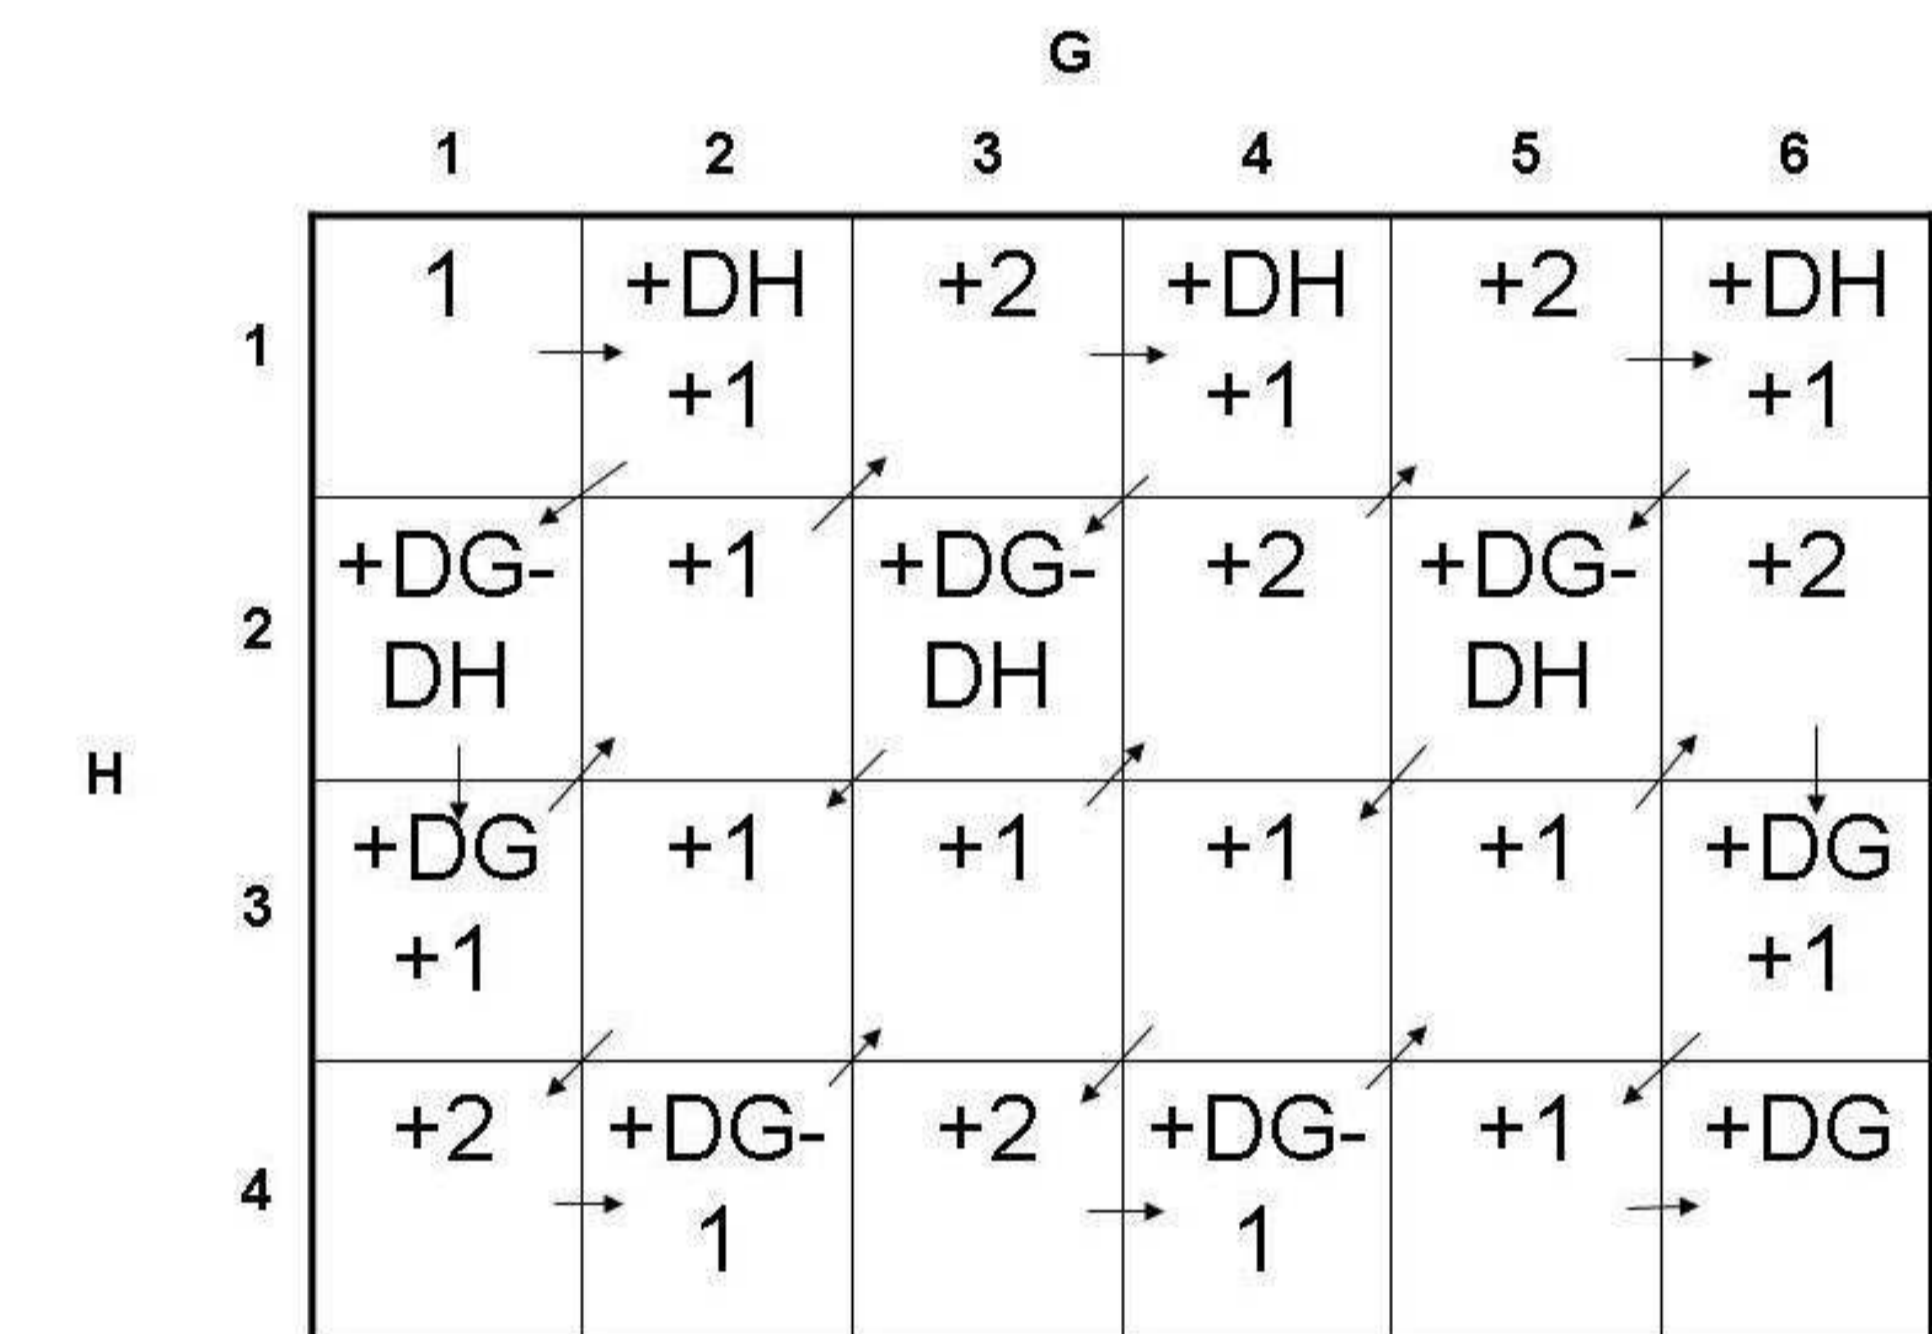 G
1 2 3 4 5 6
1 +DH +2 +DH +2 +DH
1
+1 +1 +1
+DG- +1 +DG- +2 +DG- +2
2
DH DH DH
H
+DG +1 +1 +1 +1 +DG
3
+1 +1
+2 +DG- +2 +DG- +1 +DG
4
1 1